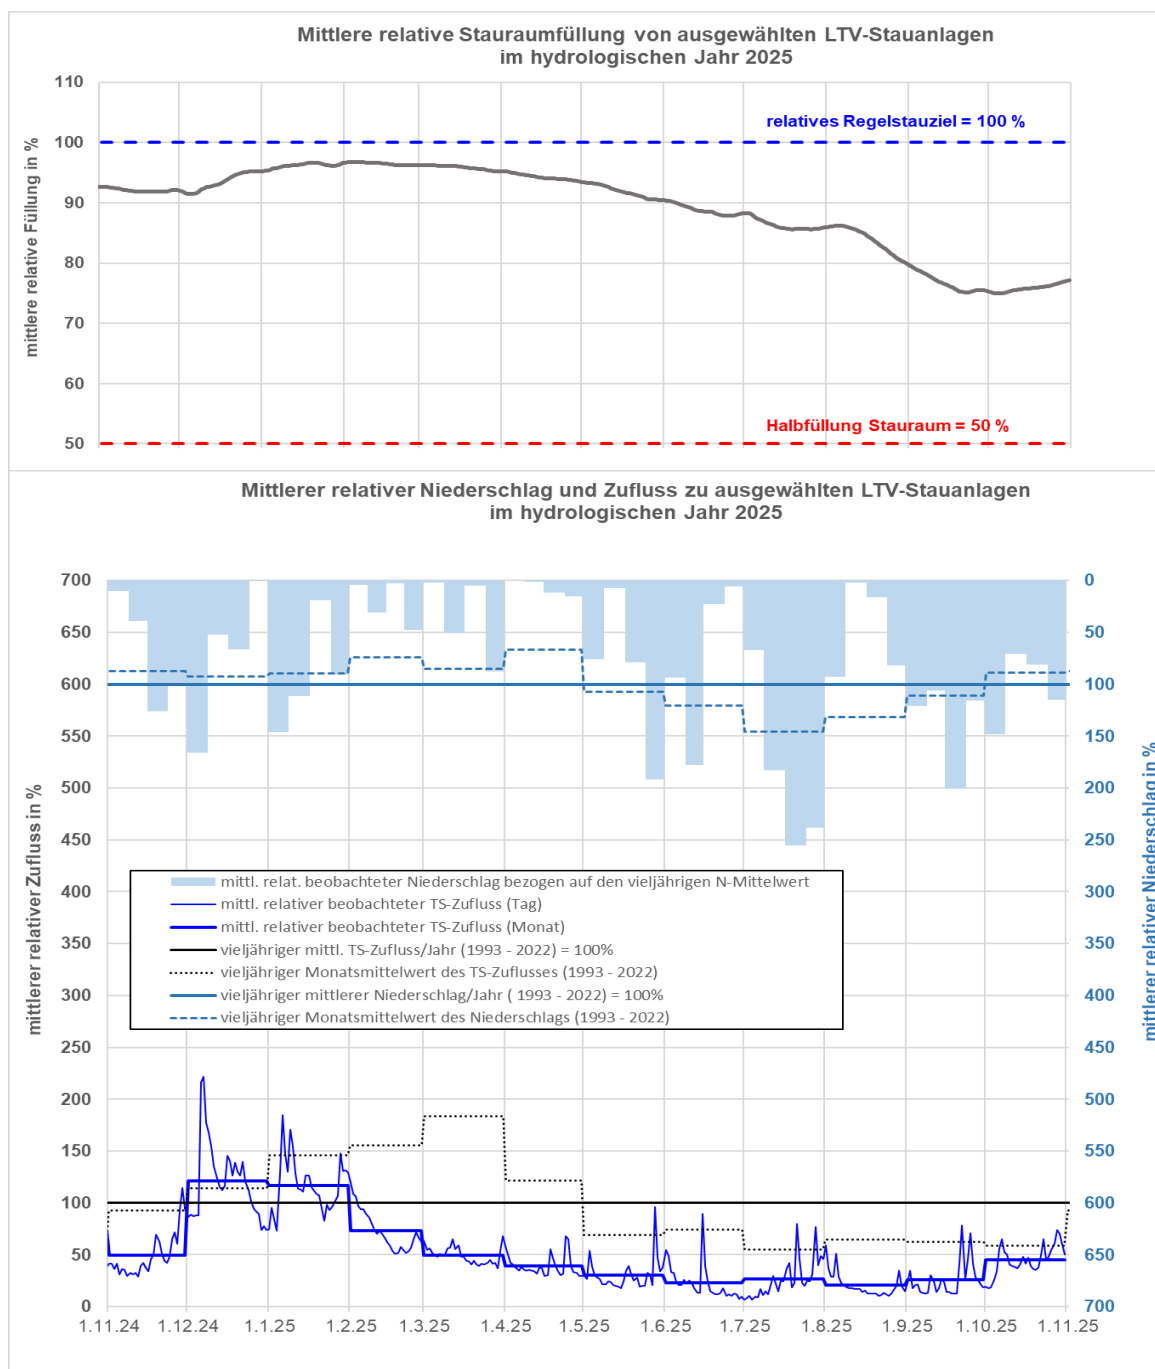 Mittlere relative Stauraumfüllung von ausgewählten LTV-Stauanlagen
im hydrologischen Jahr 2025
mittlere relative Füllung in %
110
100
90
80
70
60
50
relatives Regelstauziel = 100 %
Halbfüllung Stauraum = 50 %
Mittlerer relativer Niederschlag und Zufluss zu ausgewählten LTV-Stauanlagen
im hydrologischen Jahr 2025
mittlerer relativer Zufluss in %
700
650
600
550
500
450
400
350
300
250
200
150
100
50
0
mittl. relat. beobachteter Niederschlag bezogen auf den vieljährigen N-Mittelwert
mittl. relativer beobachteter TS-Zufluss (Tag)
mittl. relativer beobachteter TS-Zufluss (Monat)
vieljähriger mittl. TS-Zufluss/Jahr (1993 - 2022) = 100%
vieljähriger Monatsmittelwert des TS-Zuflusses (1993 - 2022)
vieljähriger mittlerer Niederschlag/Jahr ( 1993 - 2022) = 100%
vieljähriger Monatsmittelwert des Niederschlags (1993 - 2022)
0
50
100
150
200
250
300
350
400
450
500
550
600
650
700
mittlerer relativer Niederschlag in %
1.11.24 1.12.24 1.1.25 1.2.25 1.3.25 1.4.25 1.5.25 1.6.25 1.7.25 1.8.25 1.9.25 1.10.25 1.11.25